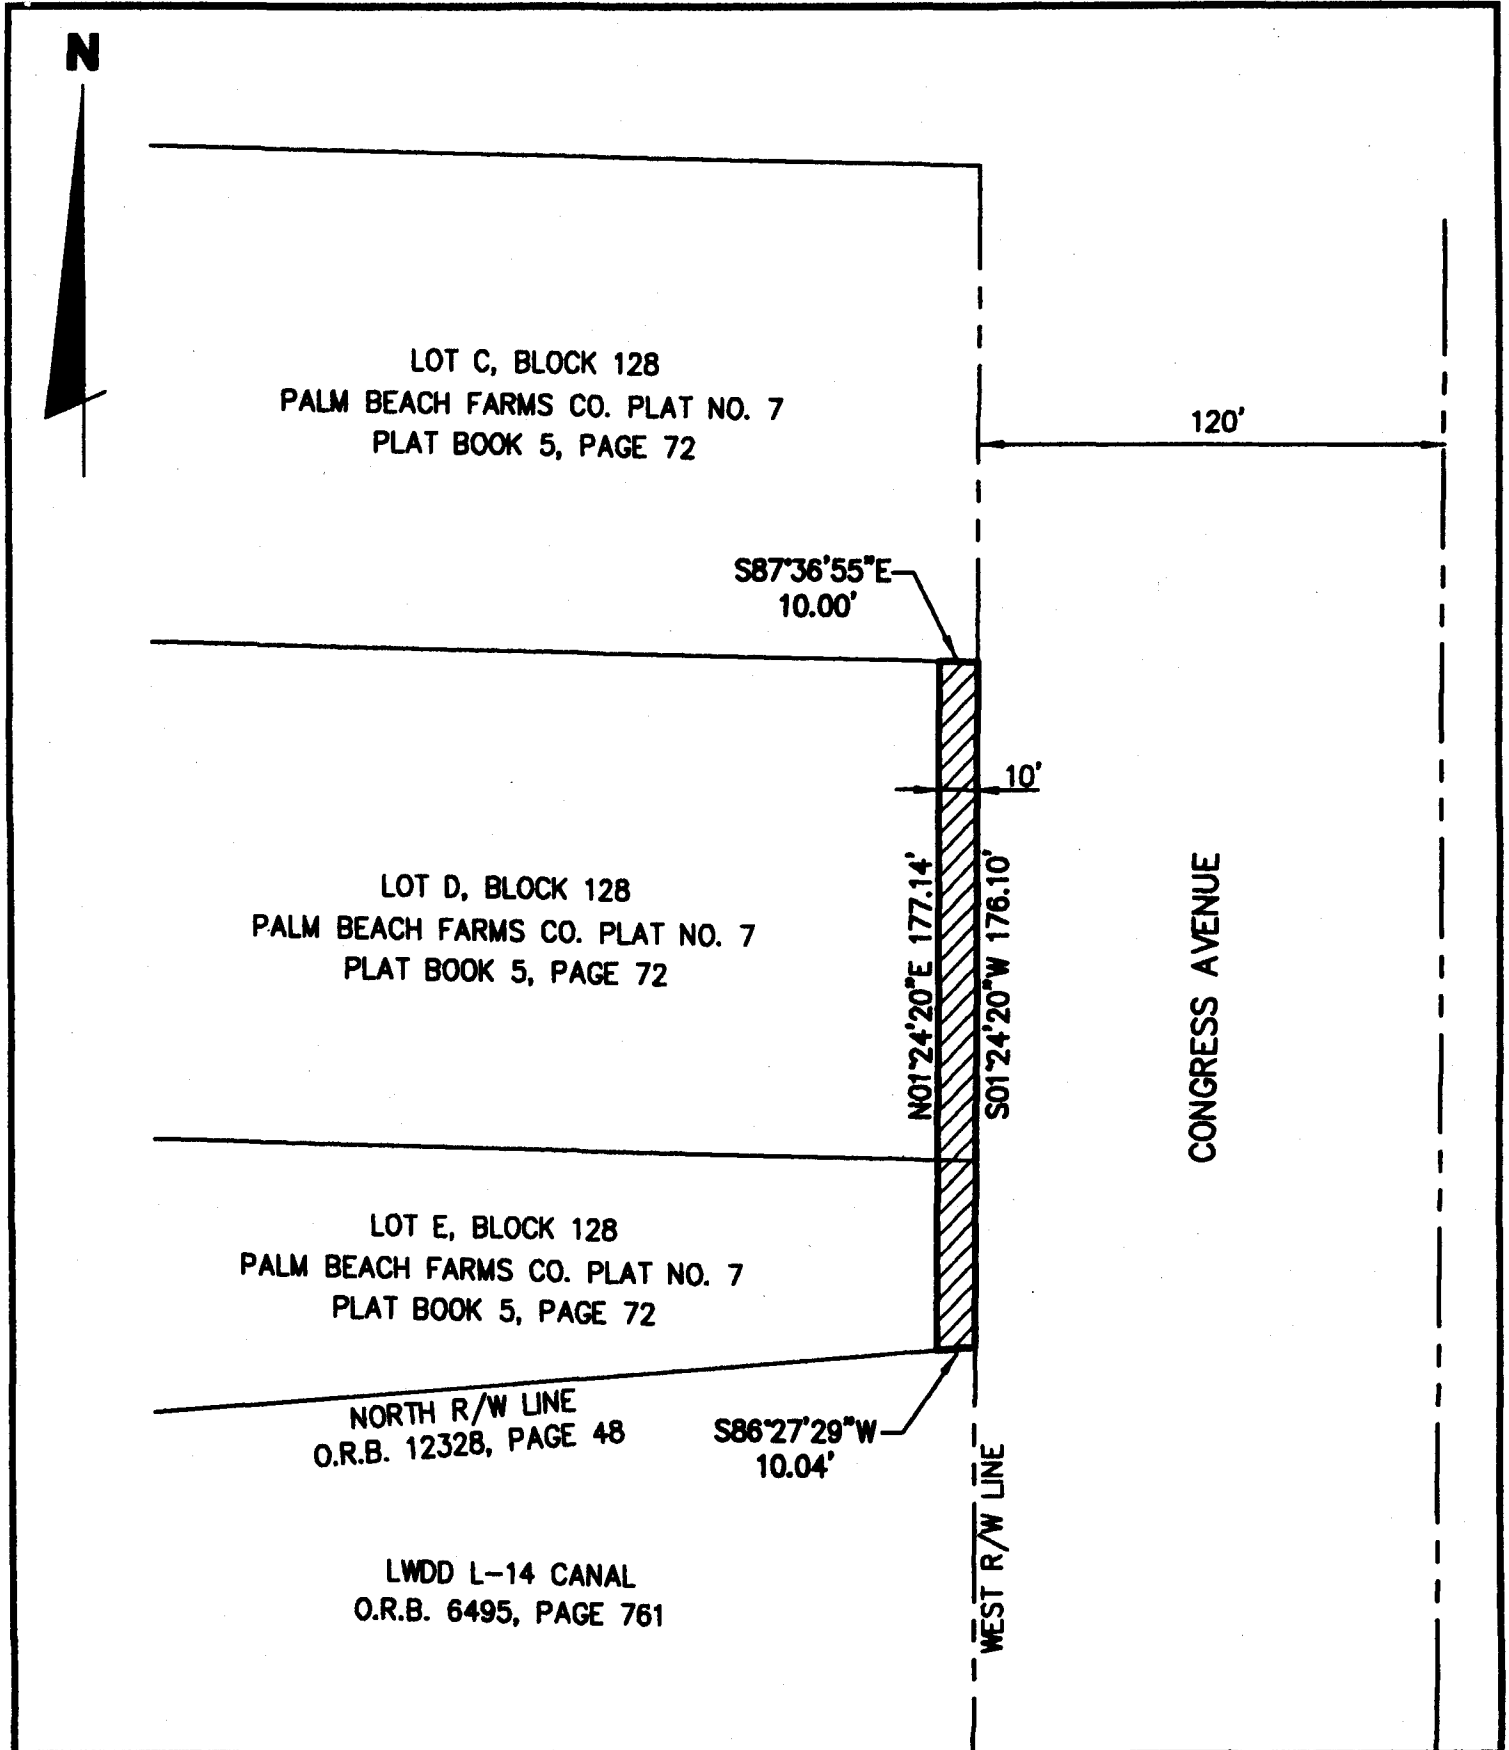 N
LOT C, BLOCK 128
PALM BEACH FARMS CO. PLAT NO. 7
PLAT BOOK 5, PAGE 72
120'
S87°36'55"E
10.00'
10'
LOT D, BLOCK 128
PALM BEACH FARMS CO. PLAT NO. 7
PLAT BOOK 5, PAGE 72
N01°24'20"E 177.14'
S01°24'20"W 176.10'
CONGRESS AVENUE
LOT E, BLOCK 128
PALM BEACH FARMS CO. PLAT NO. 7
PLAT BOOK 5, PAGE 72
NORTH R/W LINE
O.R.B. 12328, PAGE 48
S86°27'29"W
10.04'
WEST R/W LINE
LWDD L-14 CANAL
O.R.B. 6495, PAGE 761